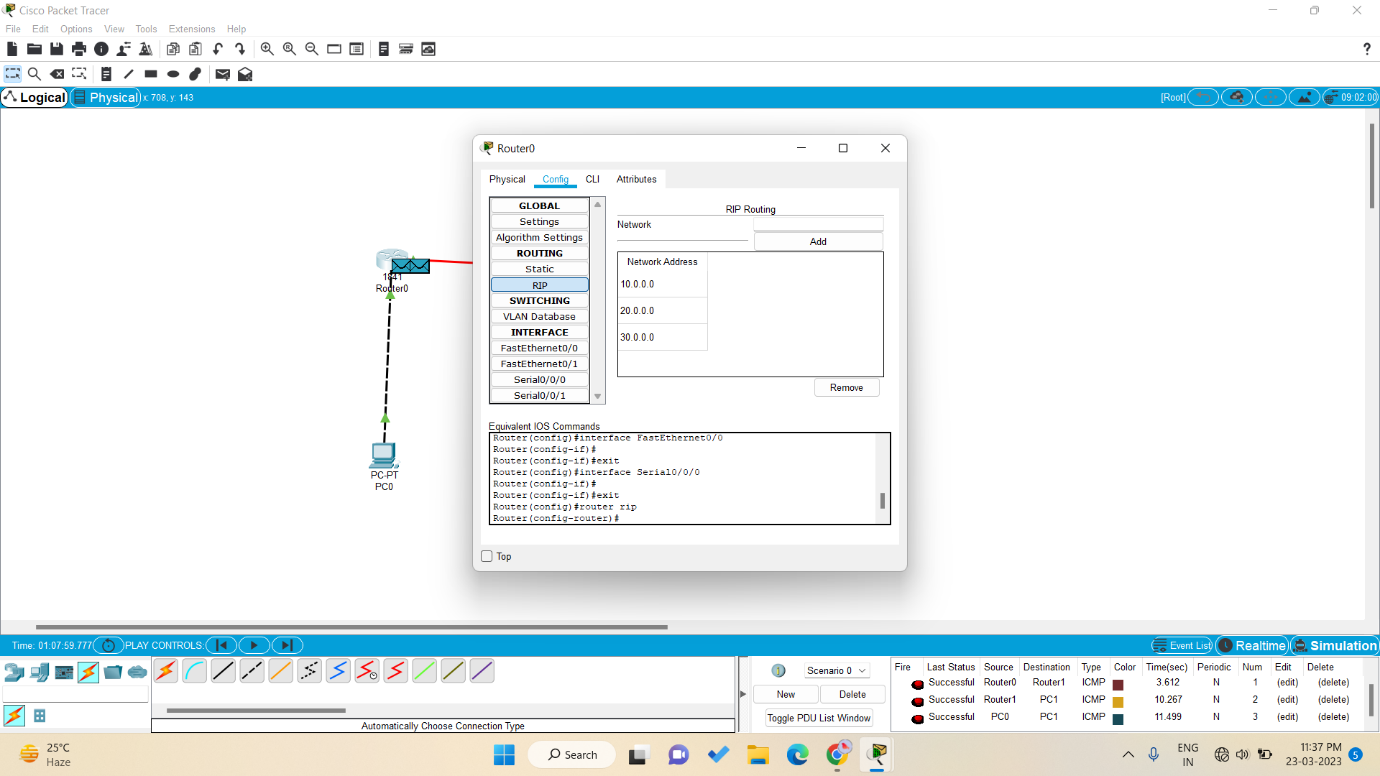 Cisco Packet Tracer
File Edit Options View Tools Extensions Help
?
Logical Physical x: 708, y: 143 [Root] 09:02:00
Router0
Physical Config CLI Attributes
GLOBAL
Settings
Algorithm Settings
ROUTING
Static
RIP
SWITCHING
VLAN Database
INTERFACE
FastEthernet0/0
FastEthernet0/1
Serial0/0/0
Serial0/0/1
RIP Routing
Network
Add
Network Address
10.0.0.0
20.0.0.0
30.0.0.0
Remove
Equivalent IOS Commands
Router(config)#interface FastEthernet0/0
Router(config-if)#
Router(config-if)#exit
Router(config)#interface Serial0/0/0
Router(config-if)#
Router(config-if)#exit
Router(config)#router rip
Router(config-router)#
Top
1841
Router0
PC-PT
PC0
Time: 01:07:59.777 PLAY CONTROLS: Event List Realtime Simulation
Automatically Choose Connection Type
Scenario 0
New Delete
Toggle PDU List Window
Fire Last Status Source Destination Type Color Time(sec) Periodic Num Edit Delete
Successful Router0 Router1 ICMP 3.612 N 1 (edit) (delete)
Successful Router1 PC1 ICMP 10.267 N 2 (edit) (delete)
Successful PC0 PC1 ICMP 11.499 N 3 (edit) (delete)
25°C
Haze
Search
ENG
IN
11:37 PM
23-03-2023
5